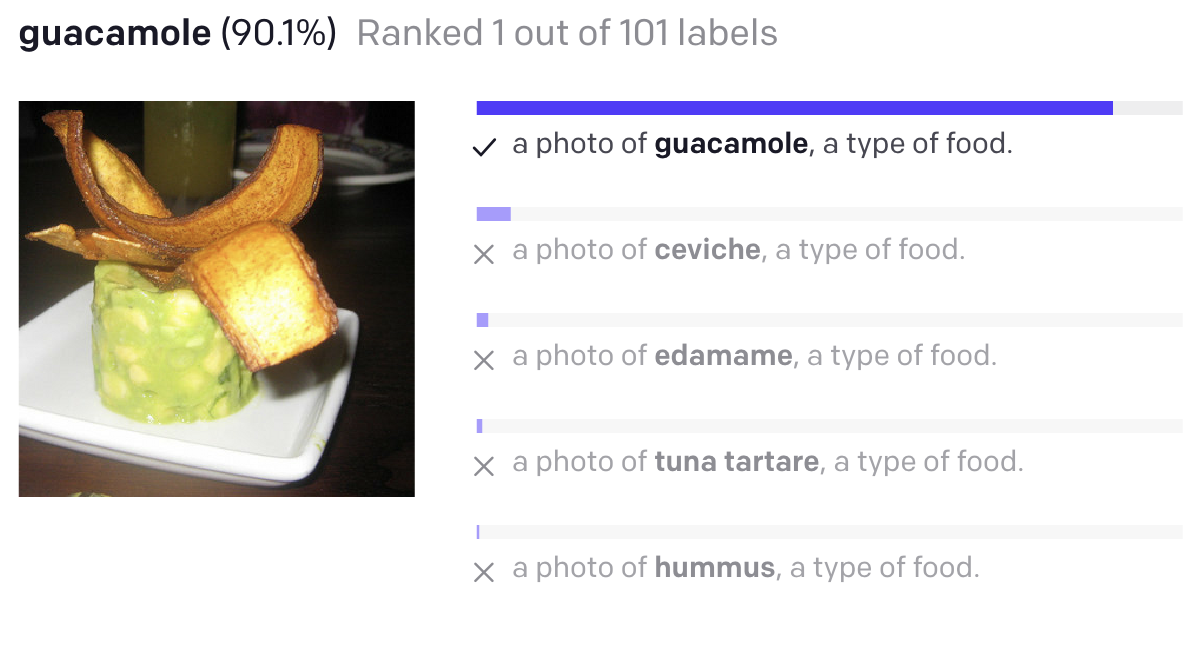 guacamole (90.1%) Ranked 1 out of 101 labels
a photo of guacamole, a type of food.
a photo of ceviche, a type of food.
a photo of edamame, a type of food.
a photo of tuna tartare, a type of food.
a photo of hummus, a type of food.